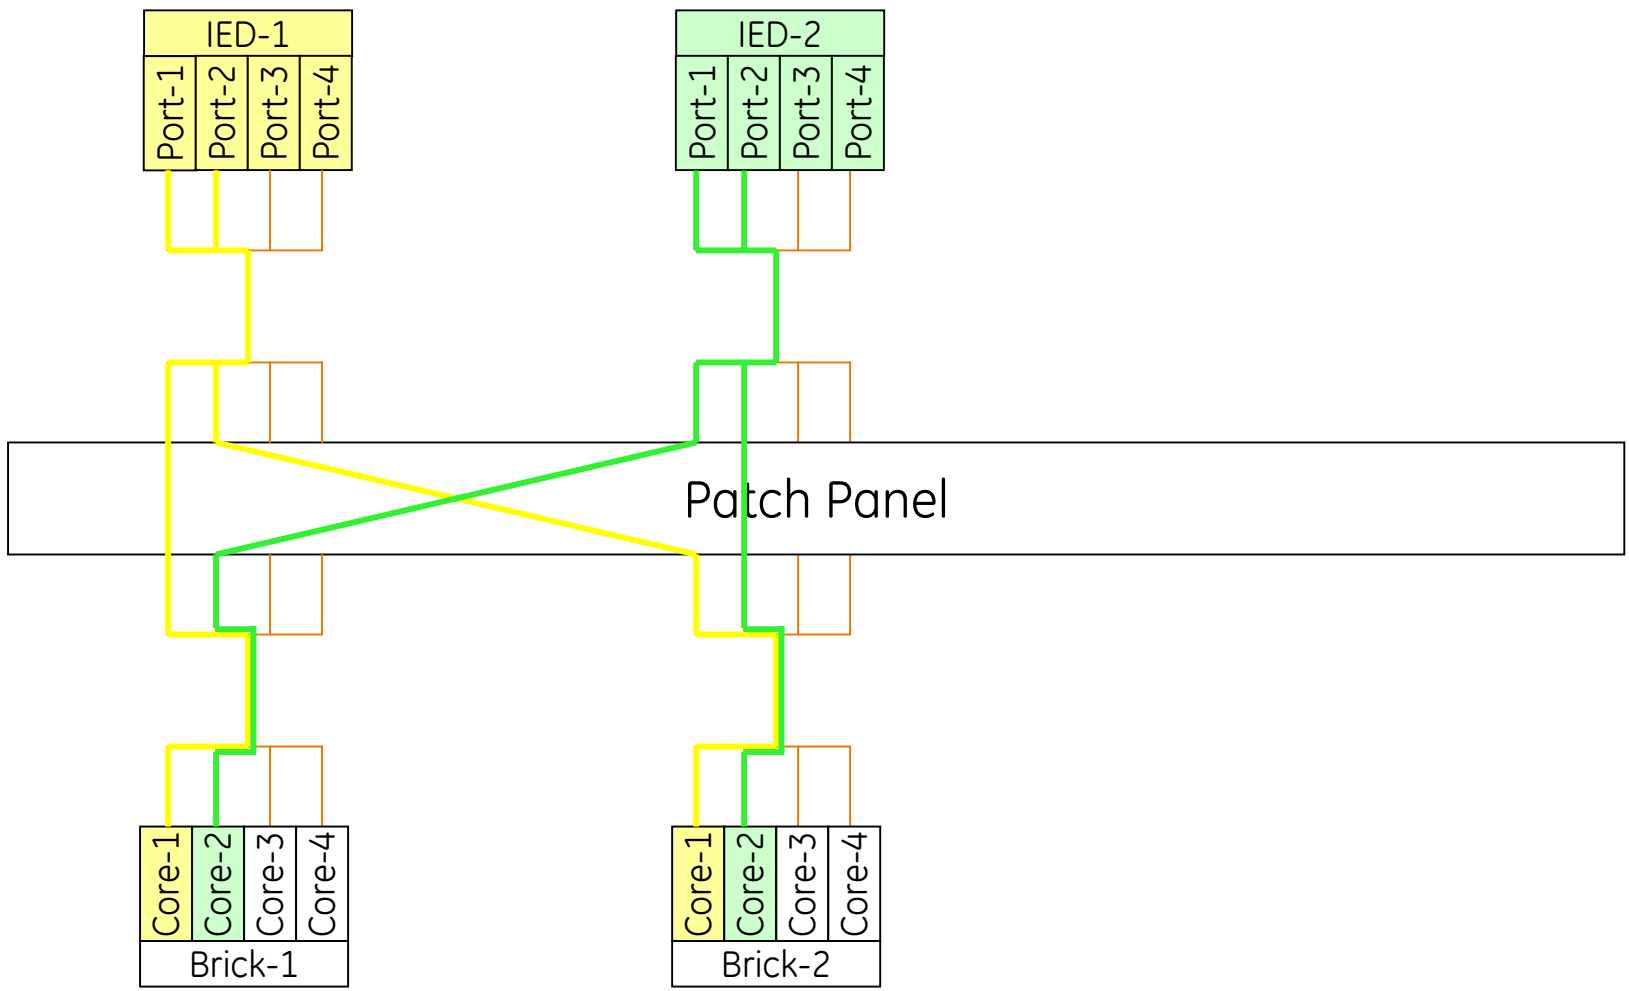 IED-1
Port-1
Port-2
Port-3
Port-4
IED-2
Port-1
Port-2
Port-3
Port-4
Patch Panel
Core-1
Core-2
Core-3
Core-4
Brick-1
Core-1
Core-2
Core-3
Core-4
Brick-2